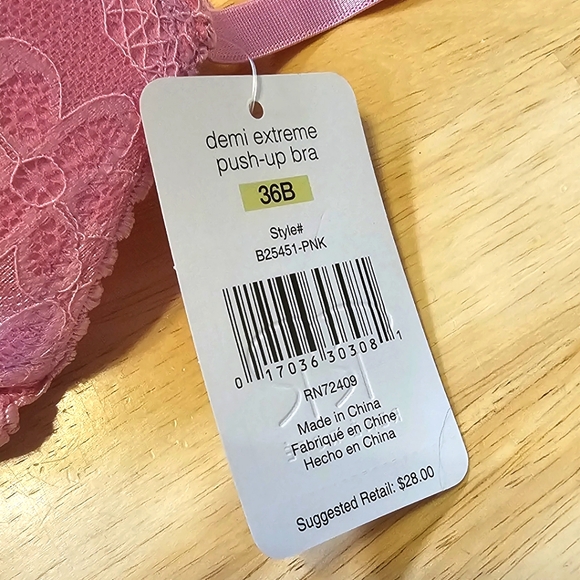 demi extreme
push-up bra
36B
Style#
B25451-PNK
0 17036 30308 1
RN72409
Made in China
Fabriqué en Chine
Hecho en China
Suggested Retail: $28.00